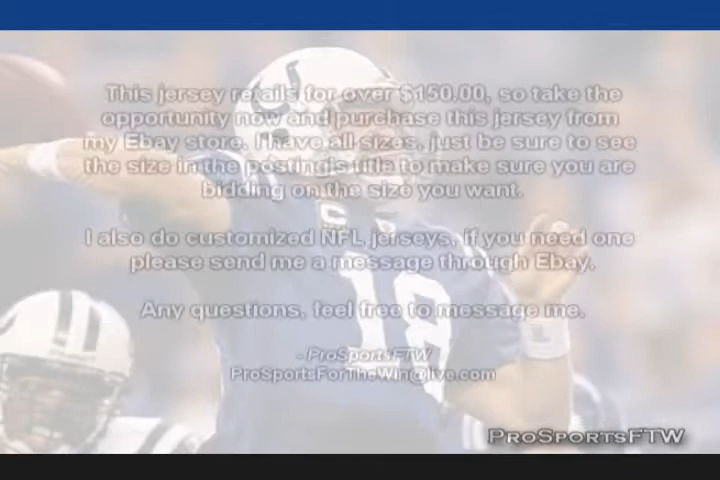 This jersey retails for over $150.00, so take the
opportunity now and purchase this jersey from
my Ebay store. I have all sizes, just be sure to see
the size in the posting title to make sure you are
bidding on the size you want.
I also do customized NFL jerseys, if you need one
please send me a message through Ebay.
Any questions, feel free to message me.
- ProSportsFTW
ProSportsForTheWin@live.com
C
18
ProSportsFTW